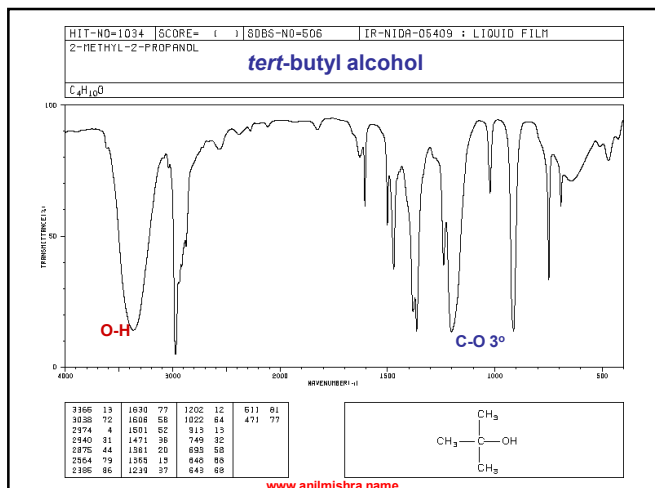 HIT-NO=1034 SCORE= ( ) SDBS-NO=506 IR-NIDA-05409 : LIQUID FILM
2-METHYL-2-PROPANOL
tert-butyl alcohol
C₄H₁₀O
100
50
0
TRANSMITTANCE(%)
O-H
C-O 3º
4000 3000 2000 1500 1000 500
WAVENUMBER(-1)
3366 13 1630 77 1202 12 511 81
3038 72 1606 58 1022 64 471 77
2974 4 1501 52 913 13
2940 31 1471 36 749 32
2875 44 1381 20 693 58
2564 79 1365 13 648 68
2385 86 1239 37 643 68
CH₃
CH₃ C OH
CH₃
www.anilmishra.name